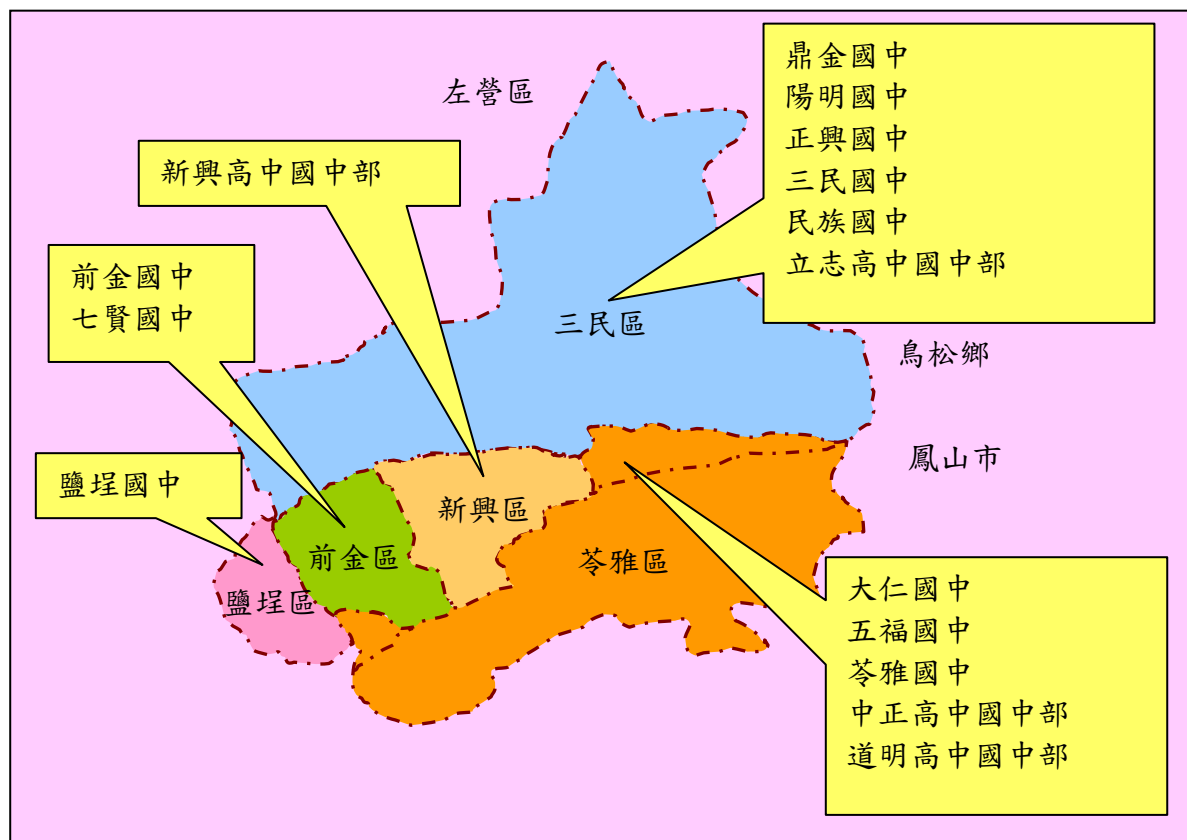 左營區
鼎金國中
陽明國中
正興國中
三民國中
民族國中
立志高中國中部
新興高中國中部
前金國中
七賢國中
三民區
鳥松鄉
鹽埕國中
鳳山市
新興區
前金區
苓雅區
鹽埕區
大仁國中
五福國中
苓雅國中
中正高中國中部
道明高中國中部